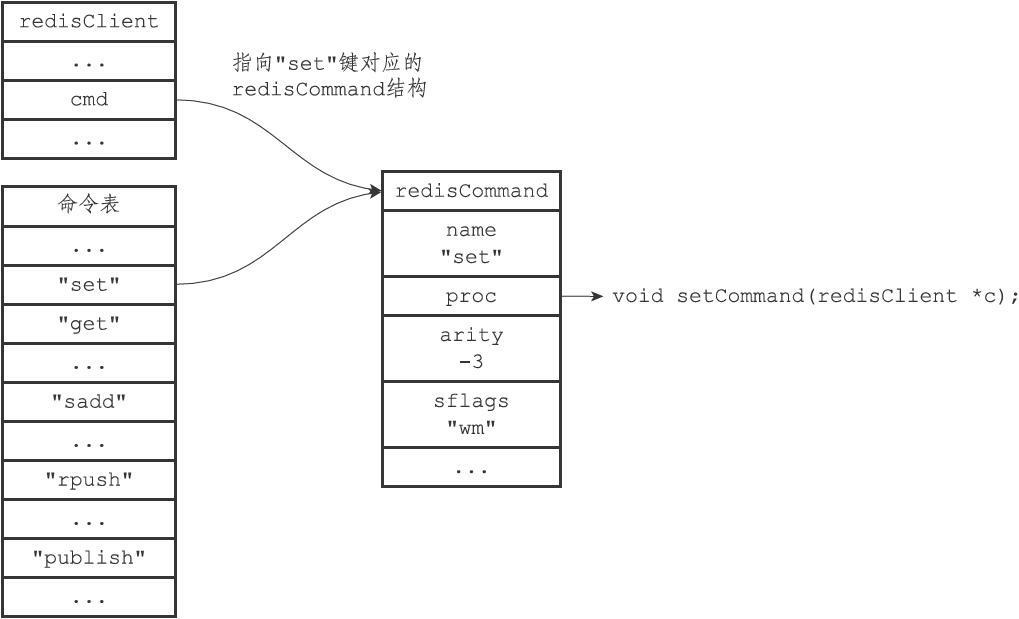 redisClient
...
cmd
...
指向"set"键对应的
redisCommand结构
命令表
...
"set"
"get"
...
"sadd"
...
"rpush"
...
"publish"
...
redisCommand
name
"set"
proc
arity
-3
sflags
"wm"
...
void setCommand(redisClient *c);